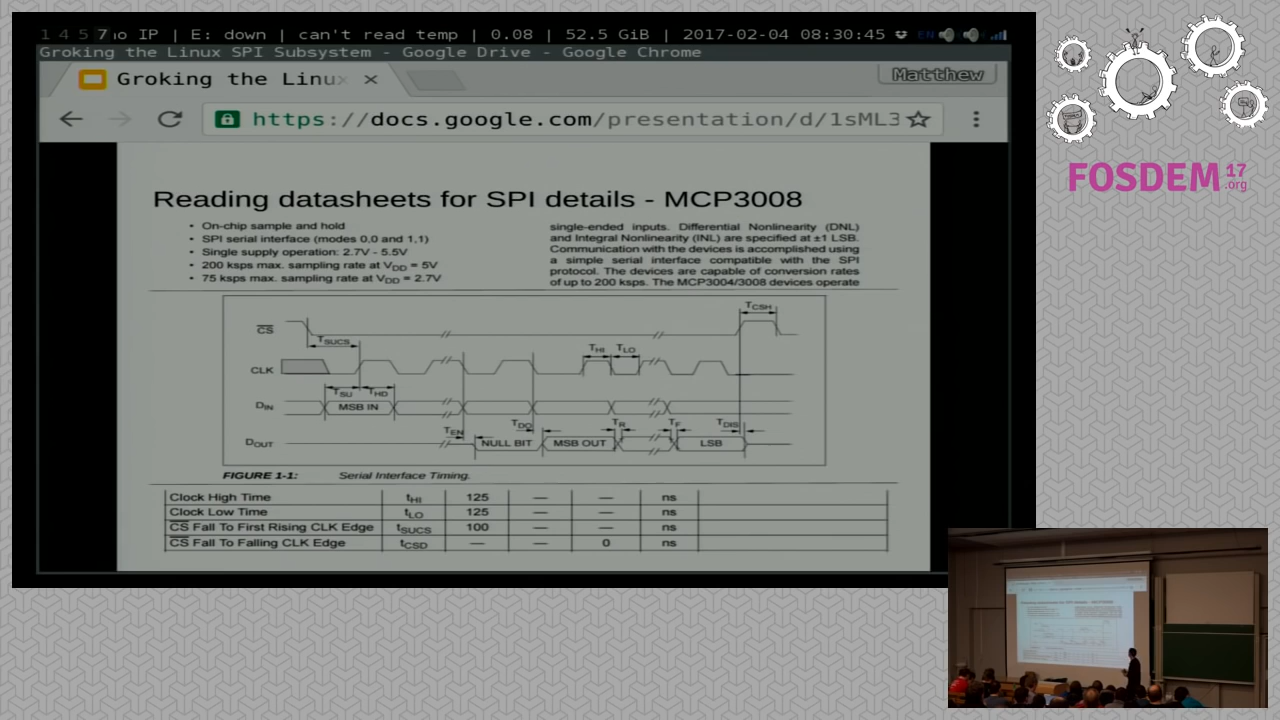 1 4 5 7 no IP | E: down | can't read temp | 0.08 | 52.5 GiB | 2017-02-04 08:30:45 EN
Groking the Linux SPI Subsystem - Google Drive - Google Chrome
Groking the Linux
Matthew
https://docs.google.com/presentation/d/1sML3
FOSDEM 17 .org
Reading datasheets for SPI details - MCP3008
• On-chip sample and hold
• SPI serial interface (modes 0,0 and 1,1)
• Single supply operation: 2.7V - 5.5V
• 200 ksps max. sampling rate at VDD = 5V
• 75 ksps max. sampling rate at VDD = 2.7V
single-ended inputs. Differential Nonlinearity (DNL)
and Integral Nonlinearity (INL) are specified at ±1 LSB.
Communication with the devices is accomplished using
a simple serial interface compatible with the SPI
protocol. The devices are capable of conversion rates
of up to 200 ksps. The MCP3004/3008 devices operate
TCSH
CS
TSUCS
THI TLO
CLK
TSU THD
DIN MSB IN
TEN TDO TR TF TDIS
DOUT NULL BIT MSB OUT LSB
FIGURE 1-1: Serial Interface Timing.
Clock High Time tHI 125 — — ns
Clock Low Time tLO 125 — — ns
CS Fall To First Rising CLK Edge tSUCS 100 — — ns
CS Fall To Falling CLK Edge tCSD — — 0 ns